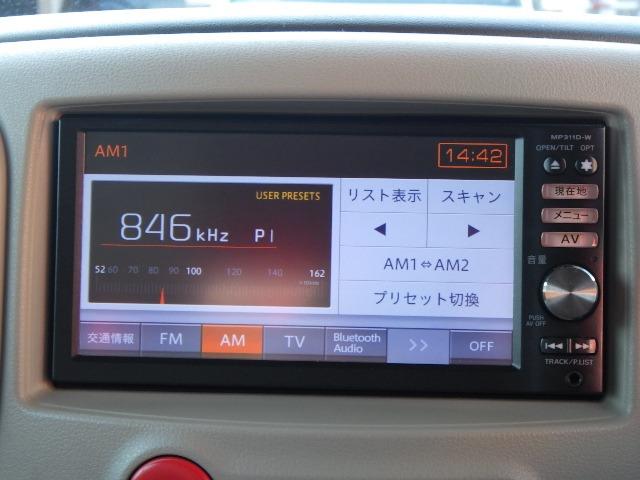 MP311D-W
OPEN/TILT OPT
AM1 14:42
USER PRESETS
846 kHz P1
52 60 70 80 90 100 120 140 162
×10kHz
リスト表示 スキャン
◀ ▶
AM1⇔AM2
プリセット切換
交通情報 FM AM TV Bluetooth Audio >> OFF
現在地
メニュー
AV
音量
PUSH
AV OFF
TRACK/P.LIST